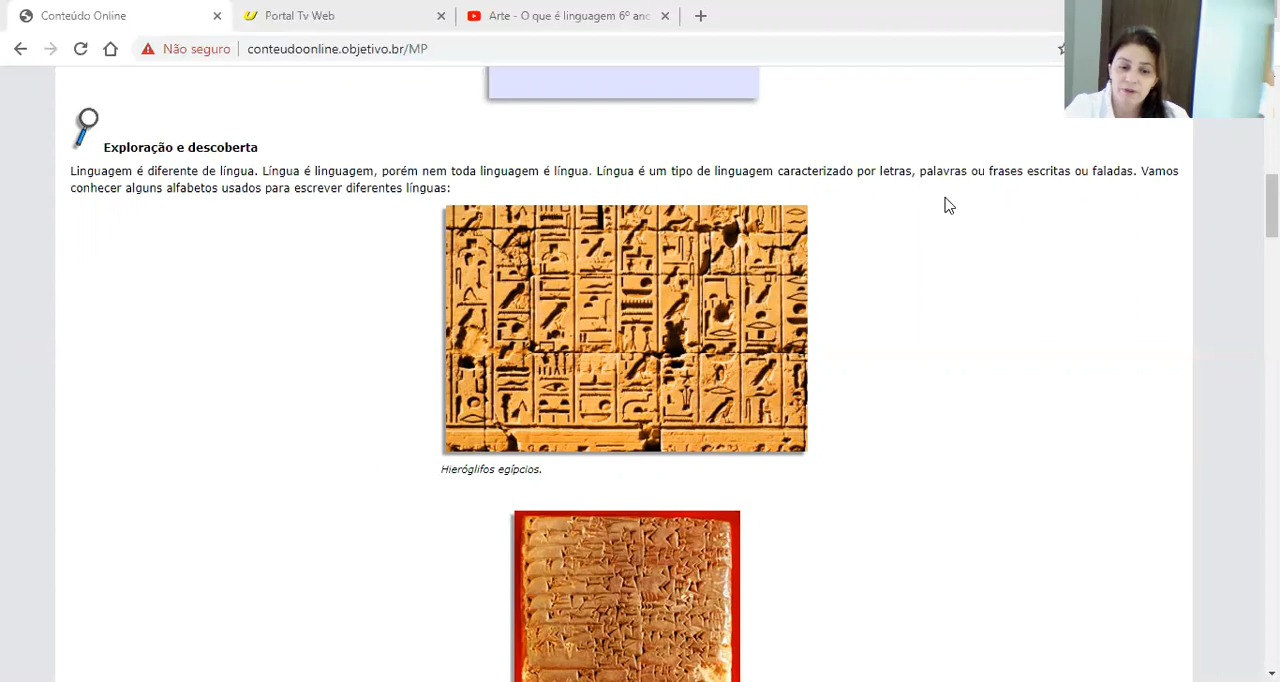 Conteúdo Online
Portal Tv Web
Arte - O que é linguagem 6º anc
Não seguro
conteudoonline.objetivo.br/MP
Exploração e descoberta
Linguagem é diferente de língua. Língua é linguagem, porém nem toda linguagem é língua. Língua é um tipo de linguagem caracterizado por letras, palavras ou frases escritas ou faladas. Vamos
conhecer alguns alfabetos usados para escrever diferentes línguas:
Hieróglifos egípcios.